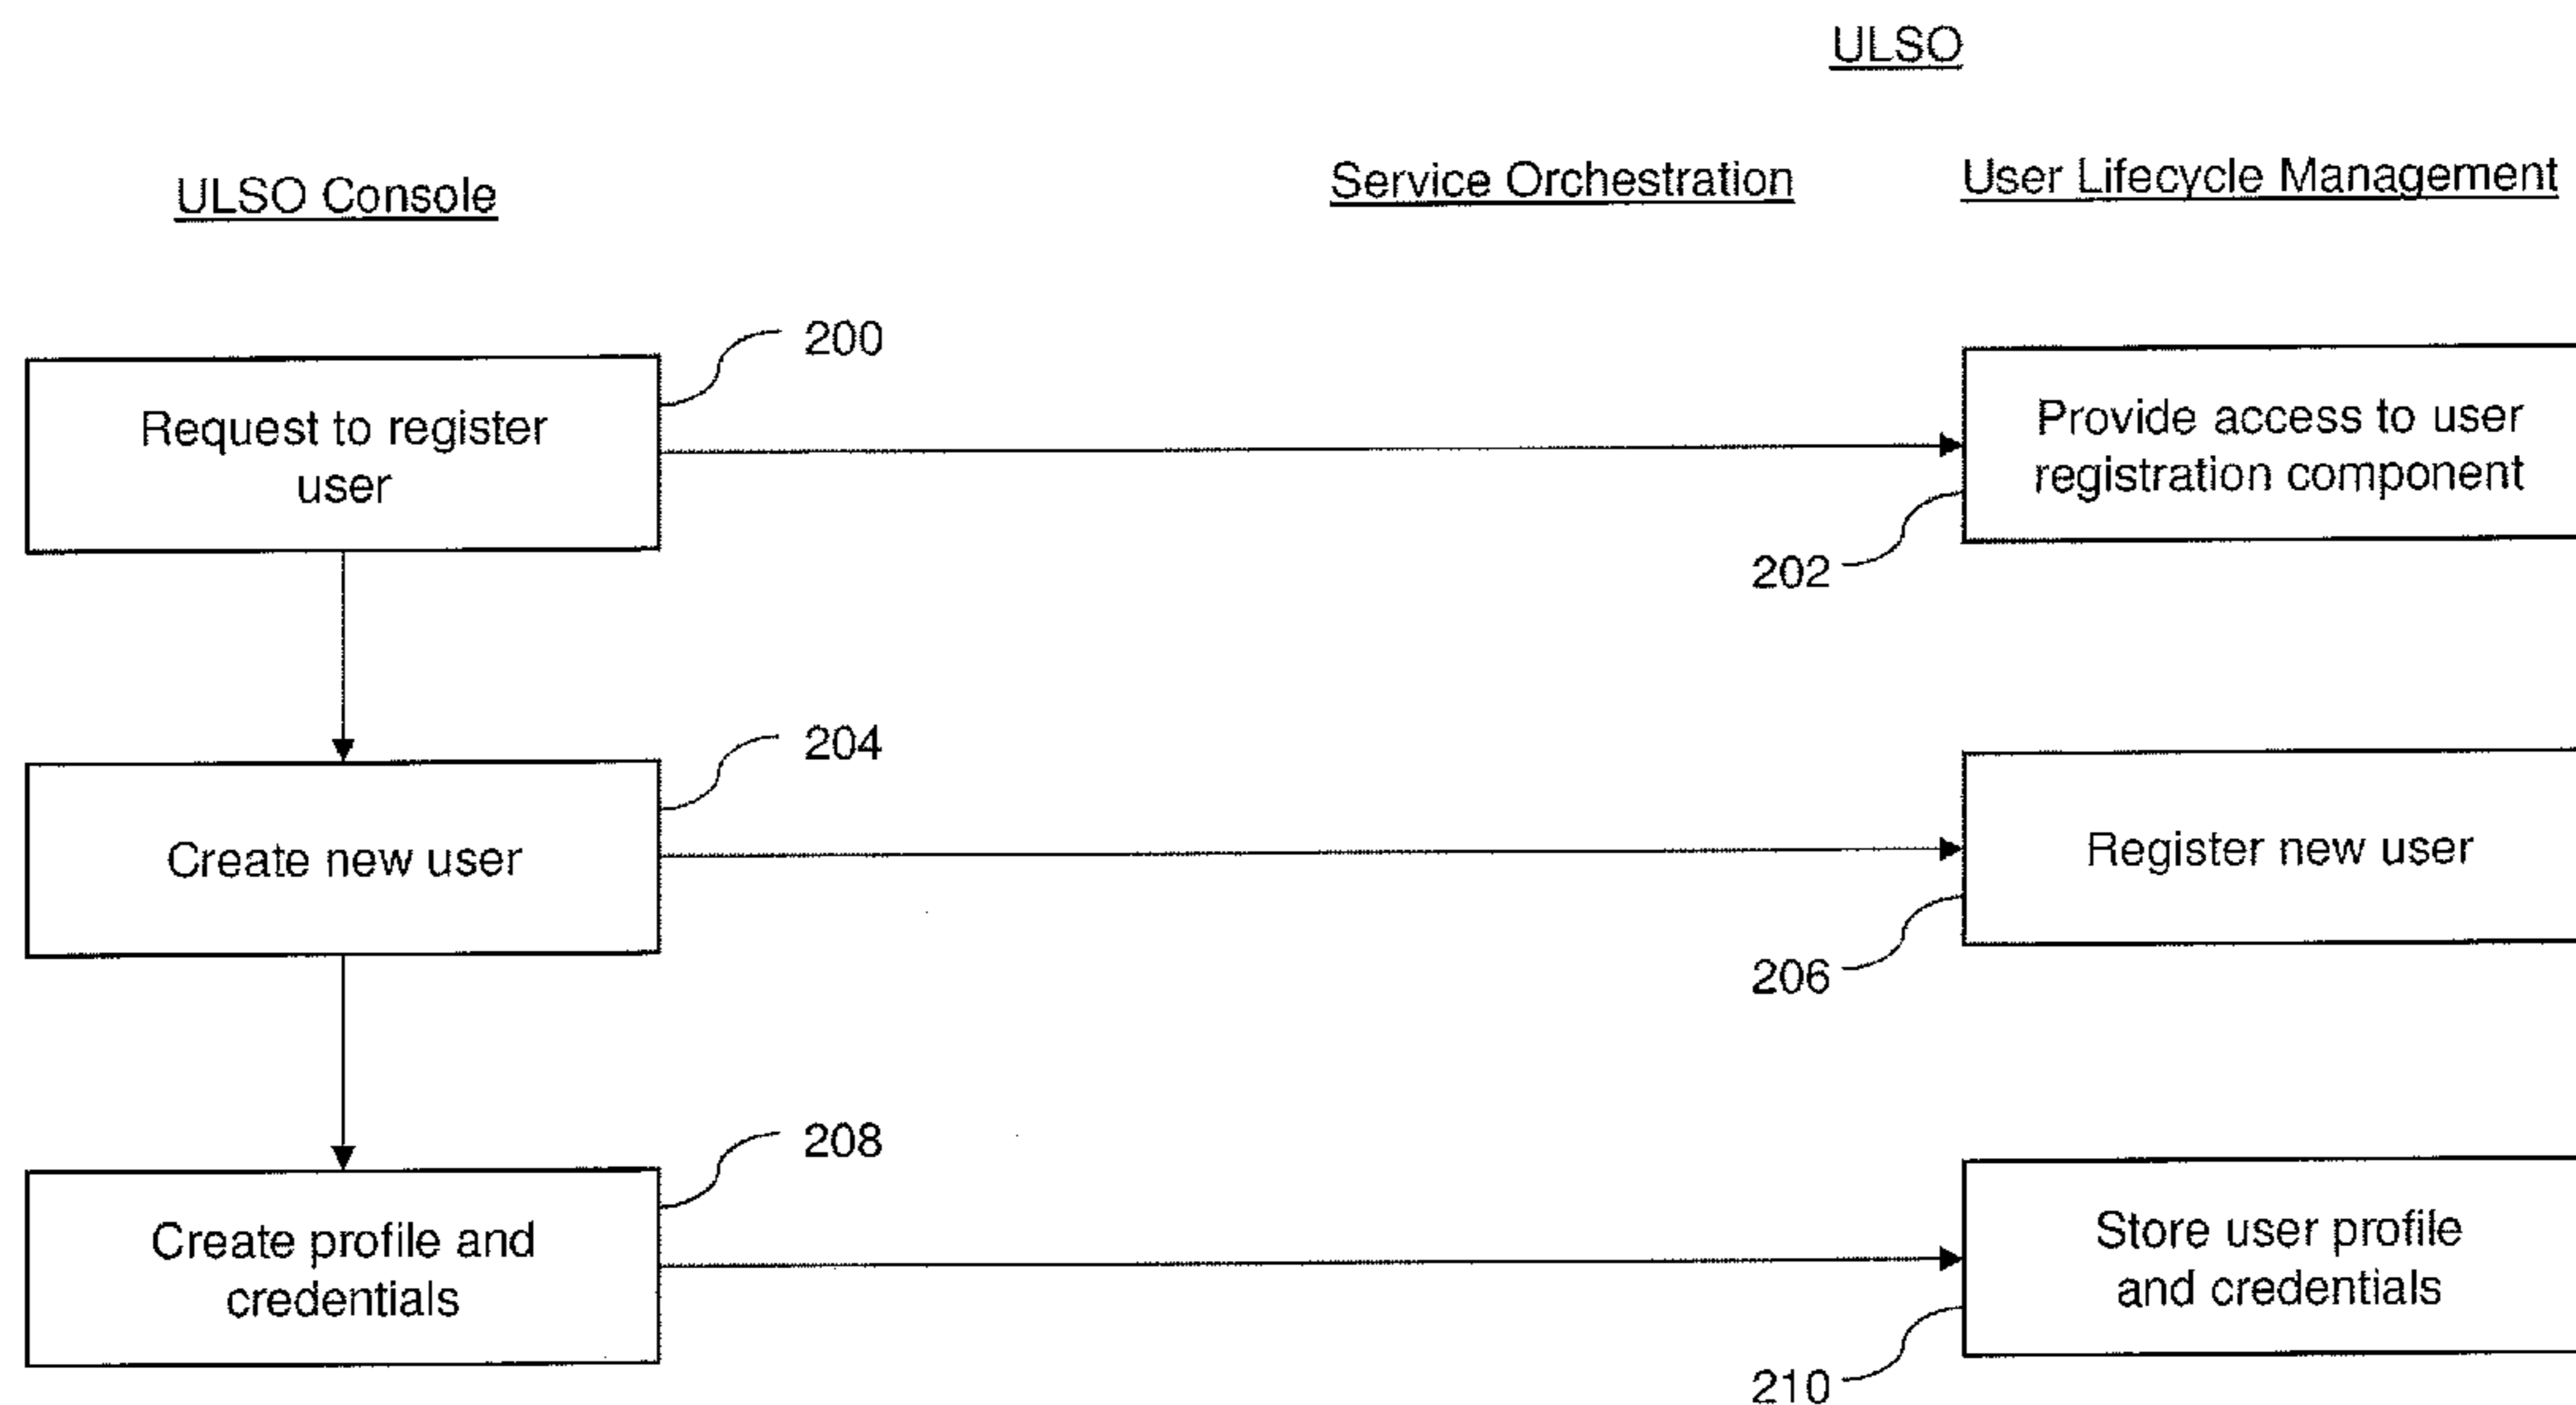 ULSO
ULSO Console
Service Orchestration
User Lifecycle Management
200
Request to register
user
Provide access to user
registration component
202
204
Create new user
Register new user
206
208
Create profile and
credentials
Store user profile
and credentials
210